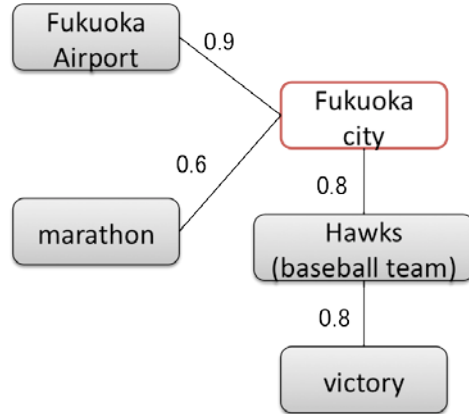 Fukuoka
Airport
0.9
Fukuoka
city
0.6
0.8
marathon
Hawks
(baseball team)
0.8
victory